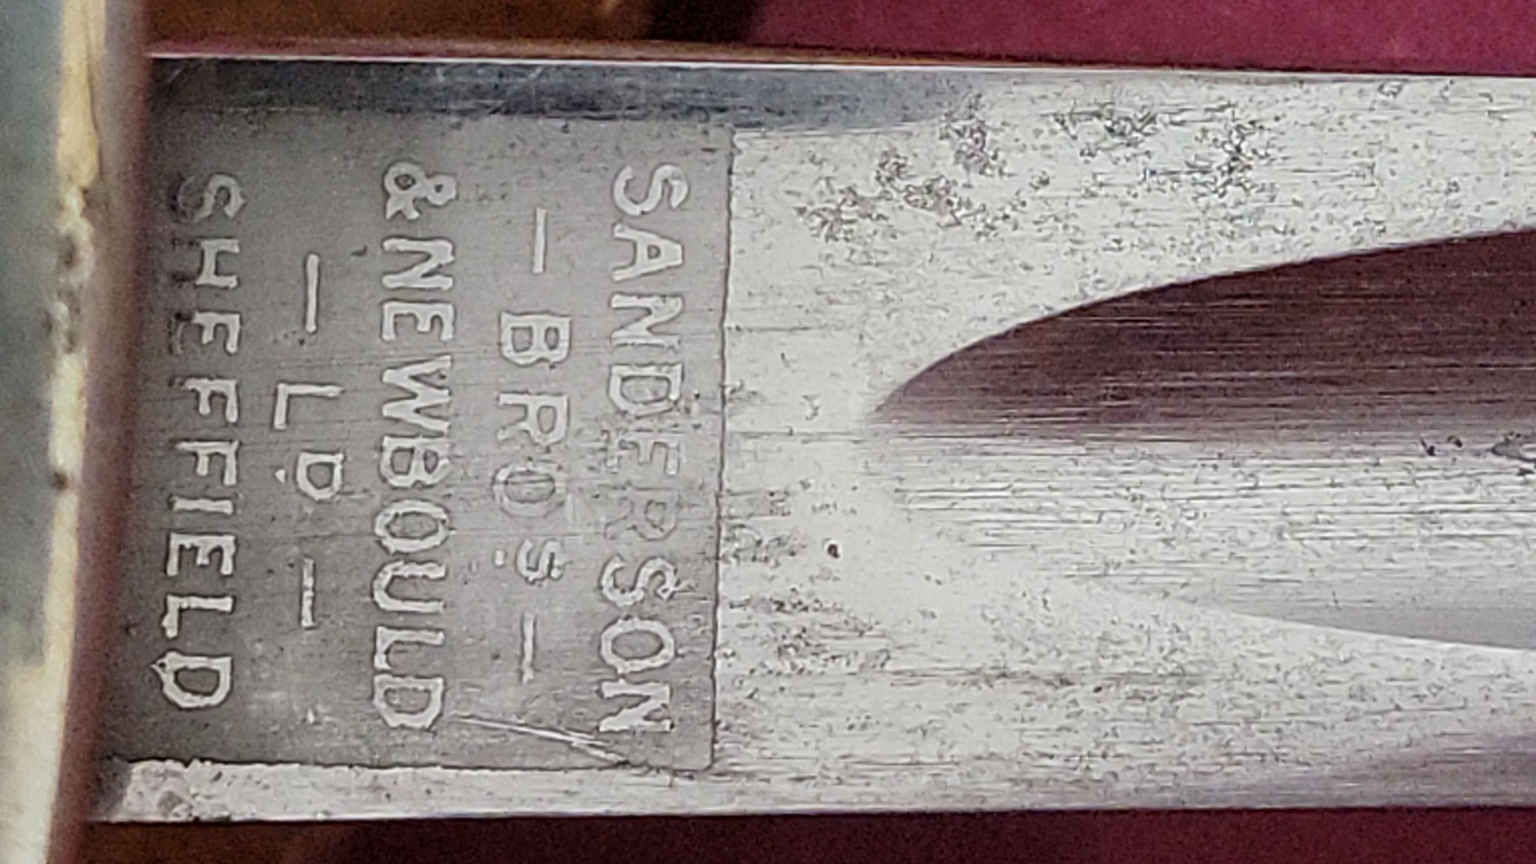 SANDERSON
— BROS —
& NEWBOULD
— LD —
SHEFFIELD